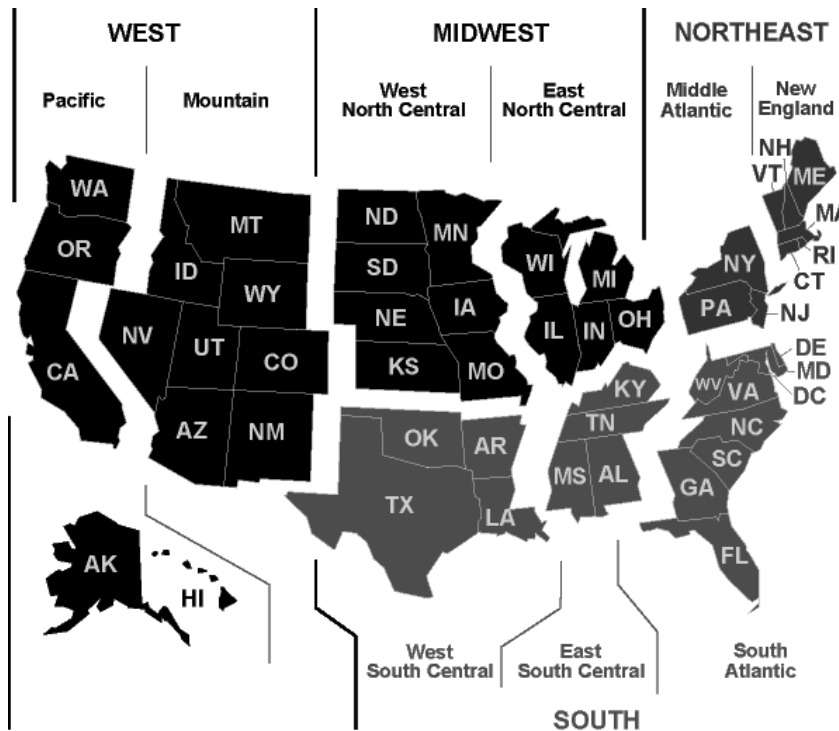 WEST
MIDWEST
NORTHEAST
Pacific
Mountain
West
North Central
East
North Central
Middle
Atlantic
New
England
WA
OR
CA
NV
ID
MT
WY
UT
CO
AZ
NM
AK
HI
ND
SD
NE
KS
MN
IA
MO
WI
MI
IL
IN
OH
NH
VT
ME
MA
RI
CT
NY
PA
NJ
DE
MD
DC
WV
VA
NC
SC
GA
FL
KY
TN
MS
AL
OK
AR
TX
LA
West
South Central
East
South Central
South
Atlantic
SOUTH